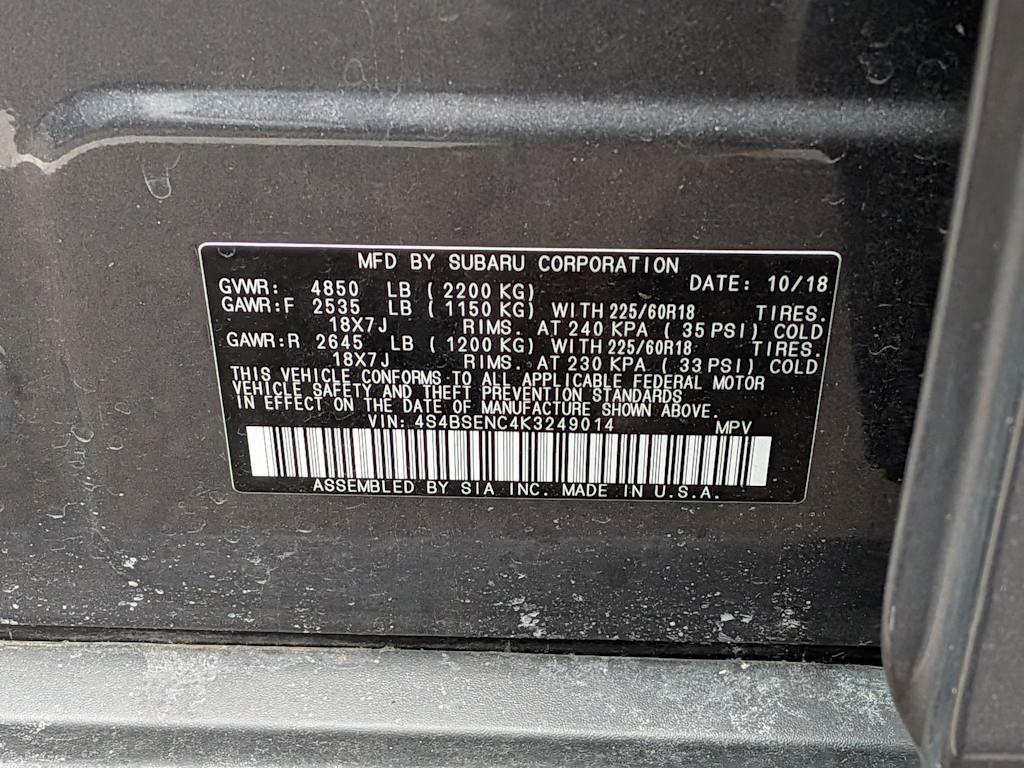 MFD BY SUBARU CORPORATION
GVWR: 4850 LB ( 2200 KG) DATE: 10/18
GAWR:F 2535 LB ( 1150 KG) WITH 225/60R18 TIRES.
18X7J RIMS. AT 240 KPA ( 35 PSI) COLD
GAWR:R 2645 LB ( 1200 KG) WITH 225/60R18 TIRES.
18X7J RIMS. AT 230 KPA ( 33 PSI) COLD
THIS VEHICLE CONFORMS TO ALL APPLICABLE FEDERAL MOTOR
VEHICLE SAFETY AND THEFT PREVENTION STANDARDS
IN EFFECT ON THE DATE OF MANUFACTURE SHOWN ABOVE.
VIN: 4S4BSENC4K3249014 MPV
ASSEMBLED BY SIA INC. MADE IN U.S.A.